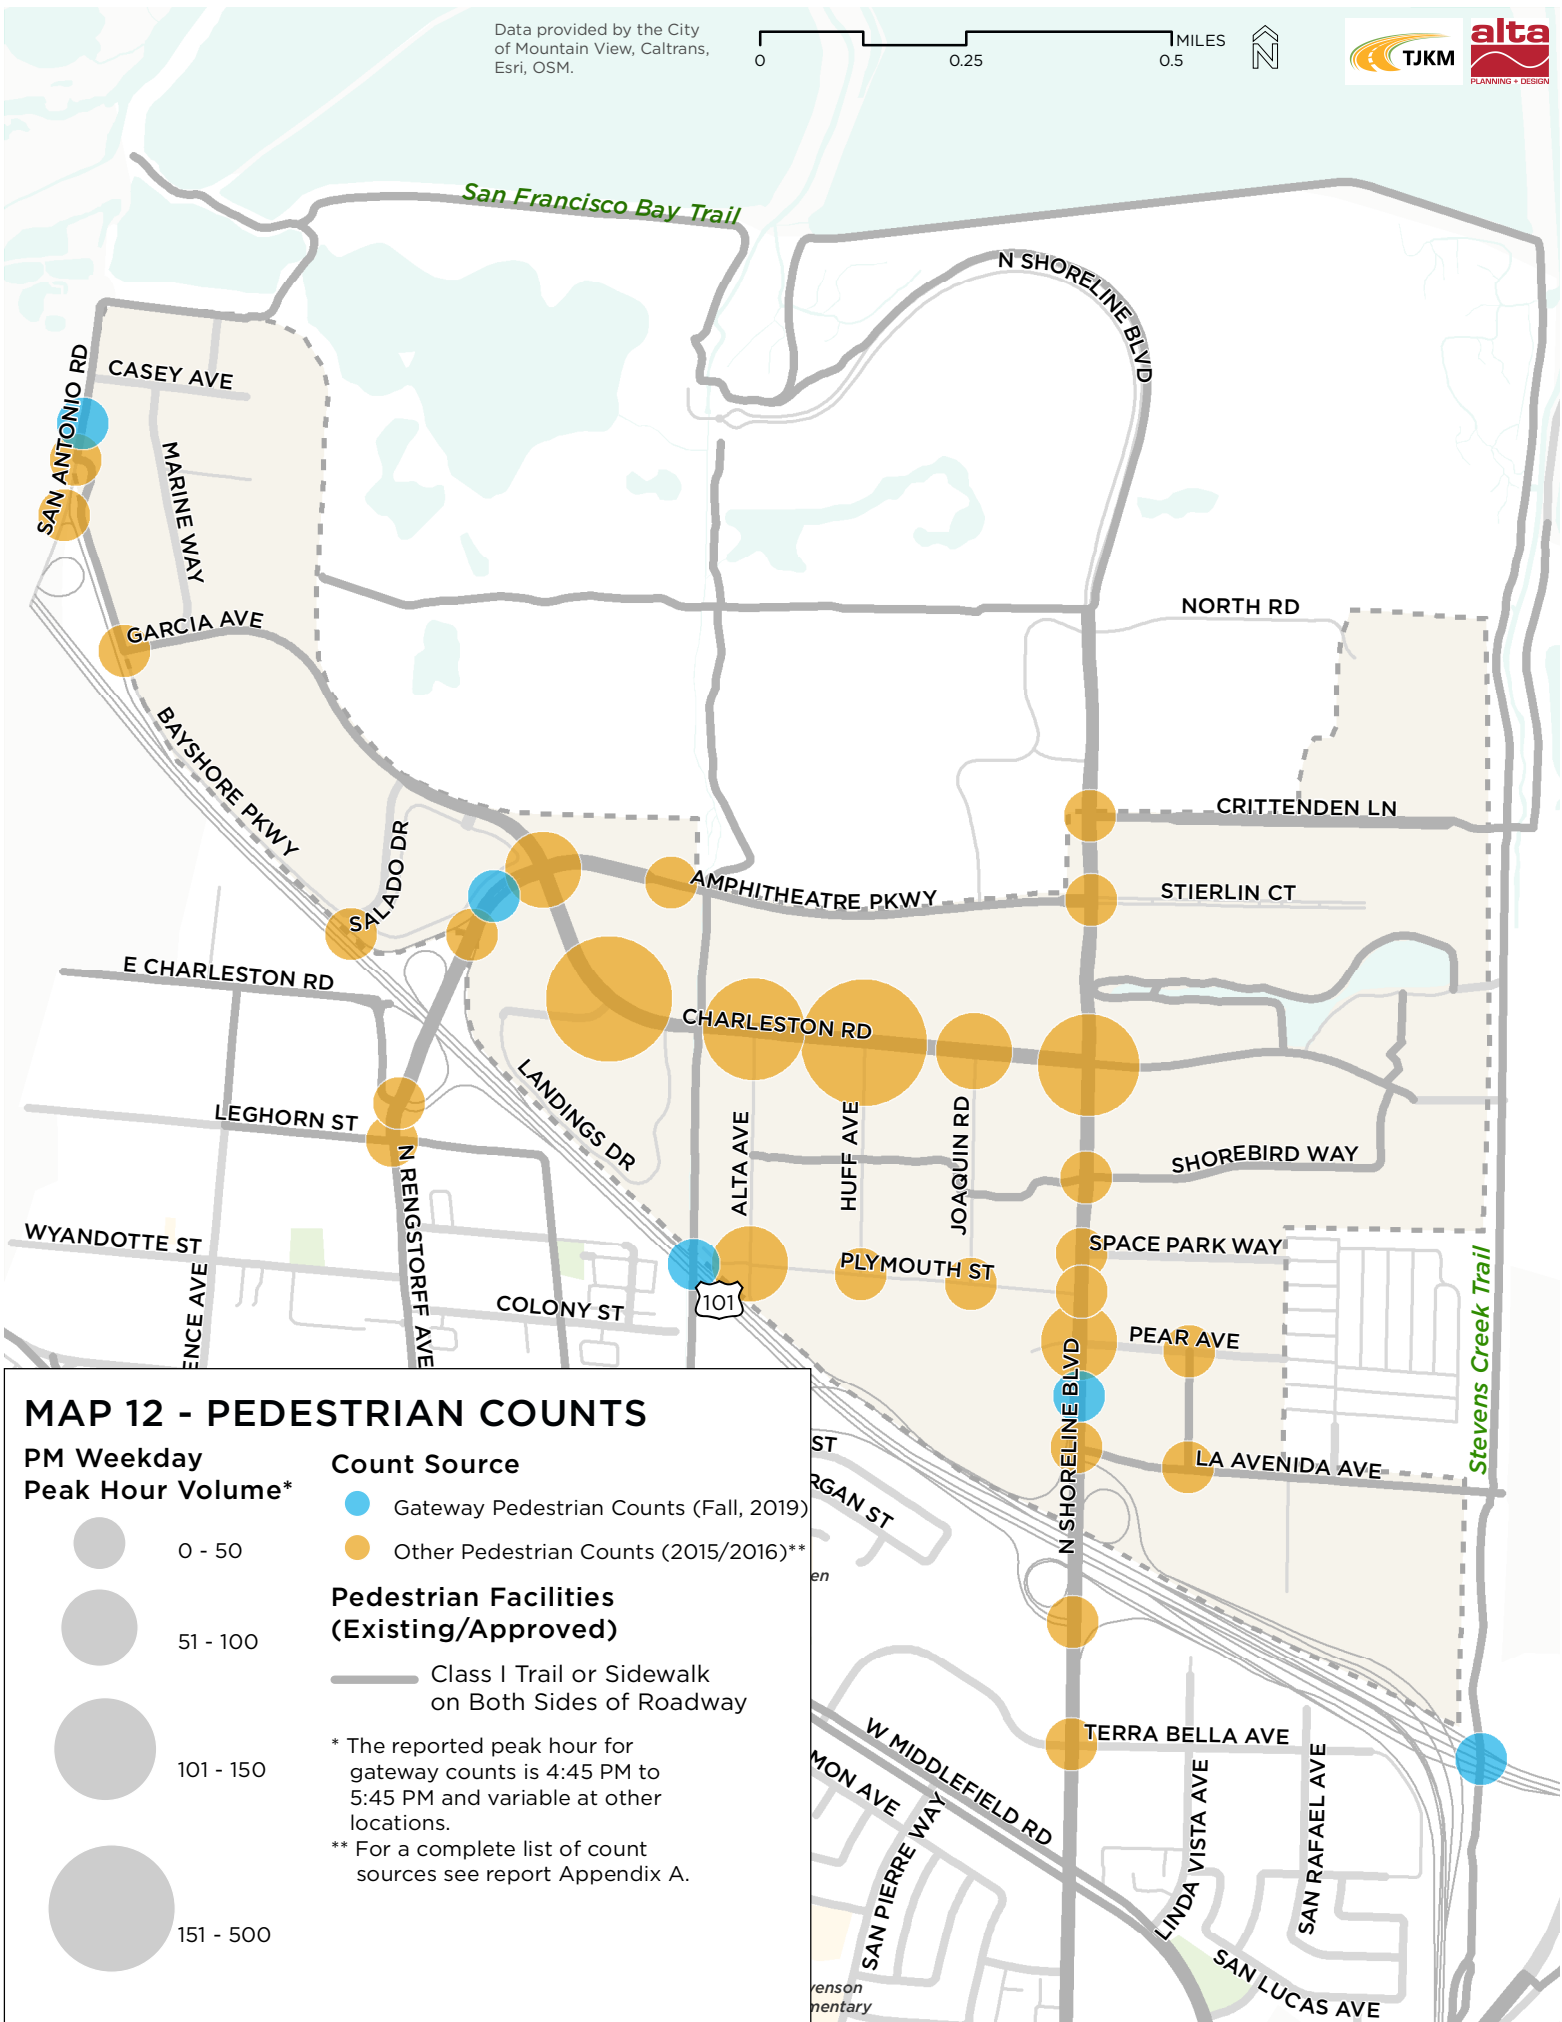 Data provided by the City
of Mountain View, Caltrans,
Esri, OSM.
0
0.25
0.5
MILES
N
TJKM
alta
PLANNING + DESIGN
San Francisco Bay Trail
N SHORELINE BLVD
SAN ANTONIO RD
CASEY AVE
MARINE WAY
GARCIA AVE
NORTH RD
BAYSHORE PKWY
SALADO DR
CRITTENDEN LN
AMPHITHEATRE PKWY
STIERLIN CT
E CHARLESTON RD
CHARLESTON RD
LANDINGS DR
LEGHORN ST
N RENGSTORFF AVE
ALTA AVE
HUFF AVE
JOAQUIN RD
SHOREBIRD WAY
WYANDOTTE ST
ENCE AVE
COLONY ST
101
PLYMOUTH ST
SPACE PARK WAY
PEAR AVE
N SHORELINE BLVD
LA AVENIDA AVE
Stevens Creek Trail
ST
RGAN ST
en
W MIDDLEFIELD RD
MON AVE
SAN PIERRE WAY
TERRA BELLA AVE
LINDA VISTA AVE
SAN RAFAEL AVE
SAN LUCAS AVE
venson
mentary
MAP 12 - PEDESTRIAN COUNTS
PM Weekday
Peak Hour Volume*
0 - 50
51 - 100
101 - 150
151 - 500
Count Source
Gateway Pedestrian Counts (Fall, 2019)
Other Pedestrian Counts (2015/2016)**
Pedestrian Facilities
(Existing/Approved)
Class I Trail or Sidewalk
on Both Sides of Roadway
* The reported peak hour for
gateway counts is 4:45 PM to
5:45 PM and variable at other
locations.
** For a complete list of count
sources see report Appendix A.